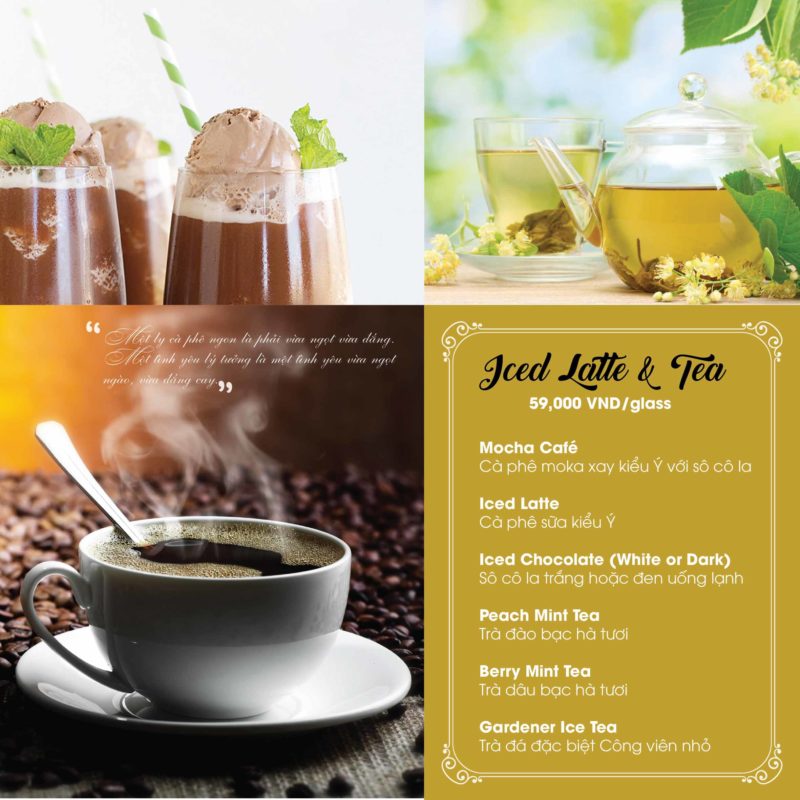 “ Một ly cà phê ngon là phải vừa ngọt vừa đắng.
Một tình yêu lý tưởng là một tình yêu vừa ngọt
ngào, vừa đắng cay ”
Iced Latte & Tea
59,000 VND/glass
Mocha Café
Cà phê moka xay kiểu Ý với sô cô la
Iced Latte
Cà phê sữa kiểu Ý
Iced Chocolate (White or Dark)
Sô cô la trắng hoặc đen uống lạnh
Peach Mint Tea
Trà đào bạc hà tươi
Berry Mint Tea
Trà dâu bạc hà tươi
Gardener Ice Tea
Trà đá đặc biệt Công viên nhỏ